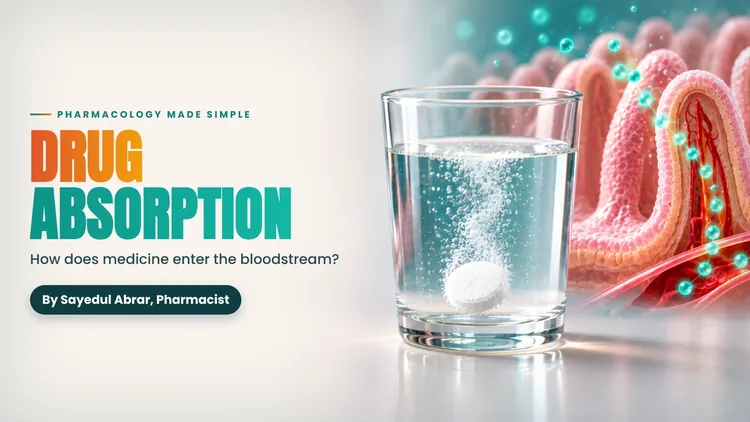 PHARMACOLOGY MADE SIMPLE
DRUG
ABSORPTION
How does medicine enter the bloodstream?
By Sayedul Abrar, Pharmacist